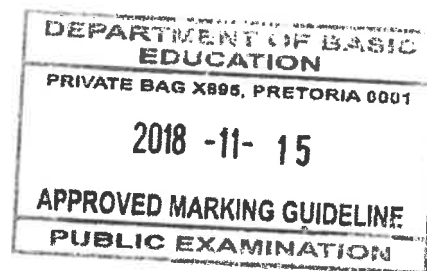 DEPARTMENT OF BASIC
EDUCATION
PRIVATE BAG X895, PRETORIA 0001
2018 -11- 15
APPROVED MARKING GUIDELINE
PUBLIC EXAMINATION